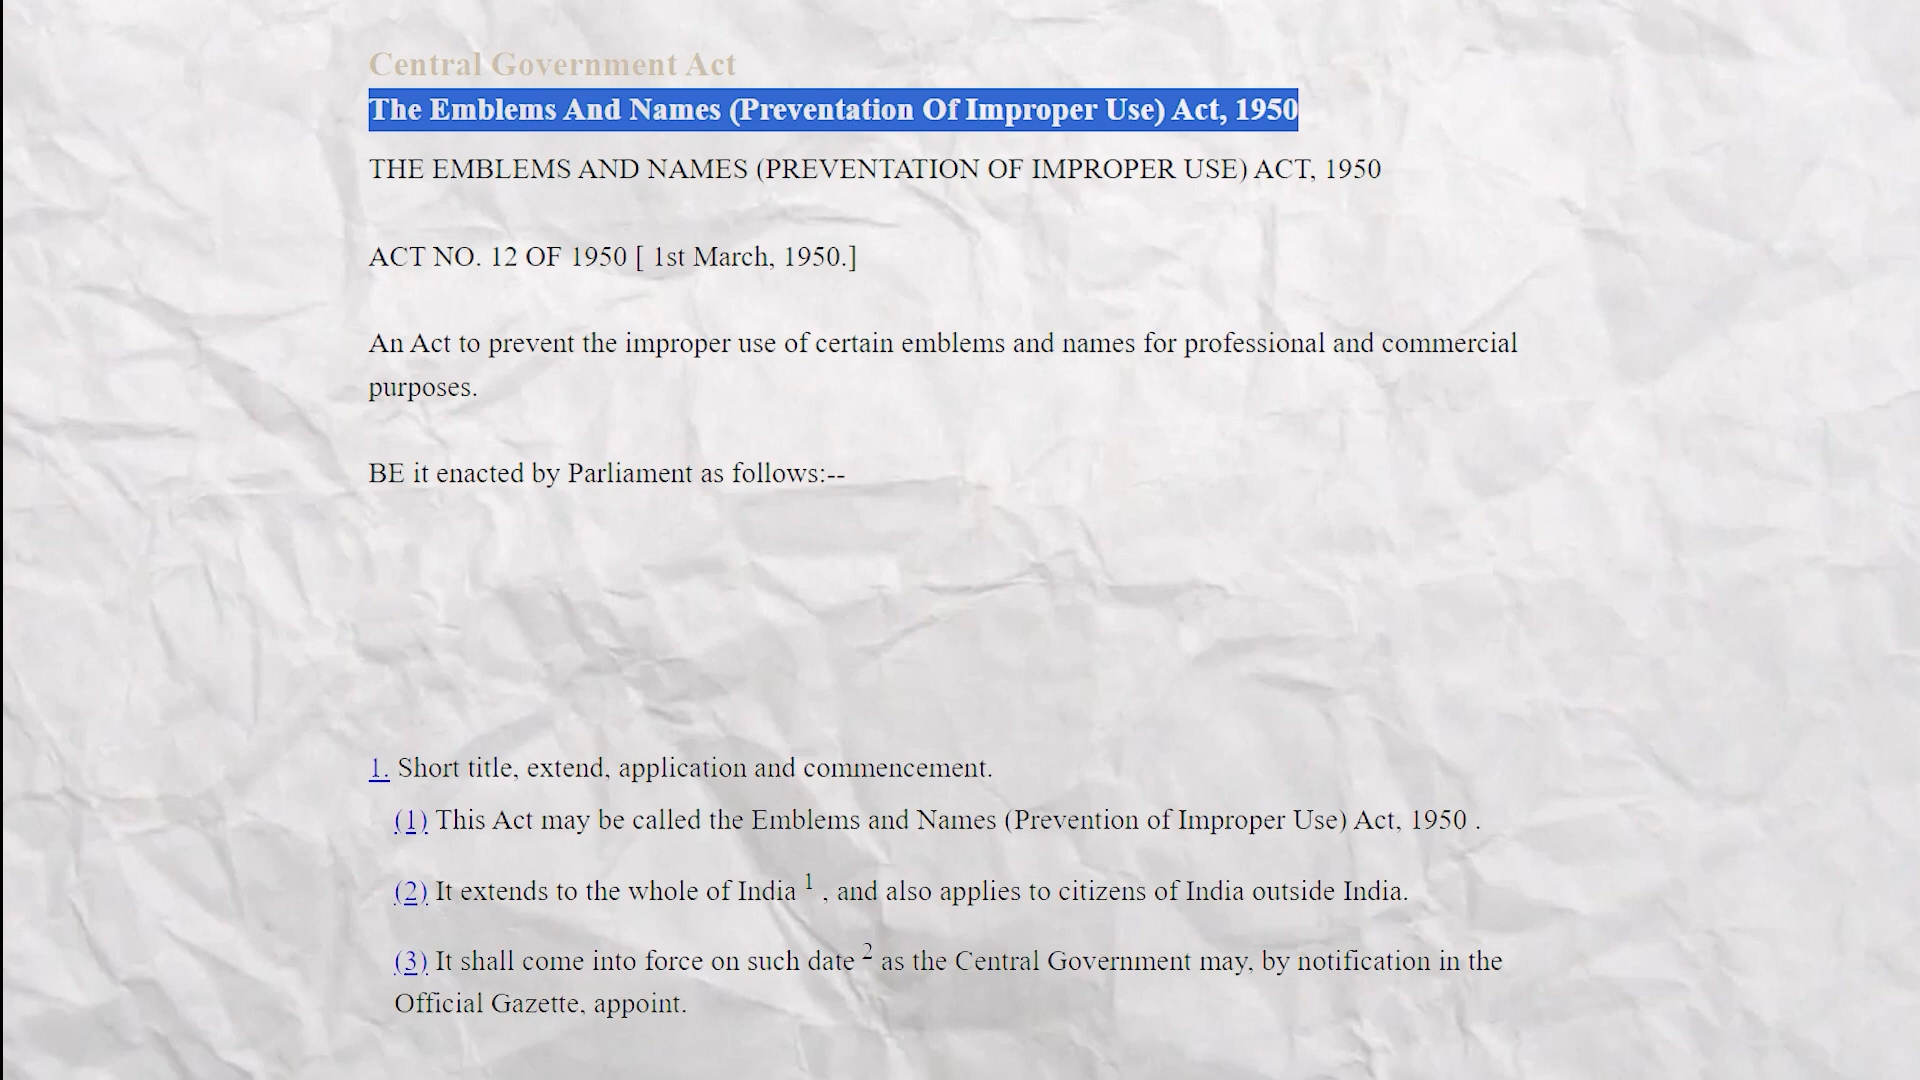 Central Government Act
The Emblems And Names (Preventation Of Improper Use) Act, 1950
THE EMBLEMS AND NAMES (PREVENTATION OF IMPROPER USE) ACT, 1950
ACT NO. 12 OF 1950 [ 1st March, 1950.]
An Act to prevent the improper use of certain emblems and names for professional and commercial
purposes.
BE it enacted by Parliament as follows:--
1. Short title, extend, application and commencement.
(1) This Act may be called the Emblems and Names (Prevention of Improper Use) Act, 1950 .
(2) It extends to the whole of India 1 , and also applies to citizens of India outside India.
(3) It shall come into force on such date 2 as the Central Government may, by notification in the
Official Gazette, appoint.